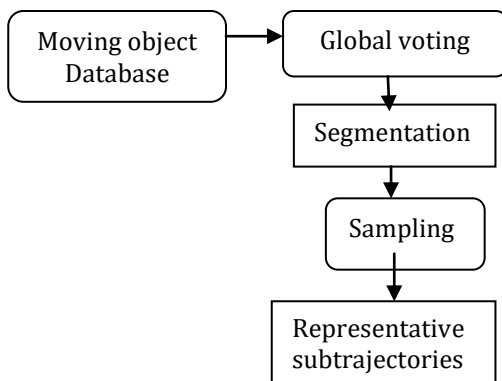 Moving object
Database
Global voting
Segmentation
Sampling
Representative
subtrajectories